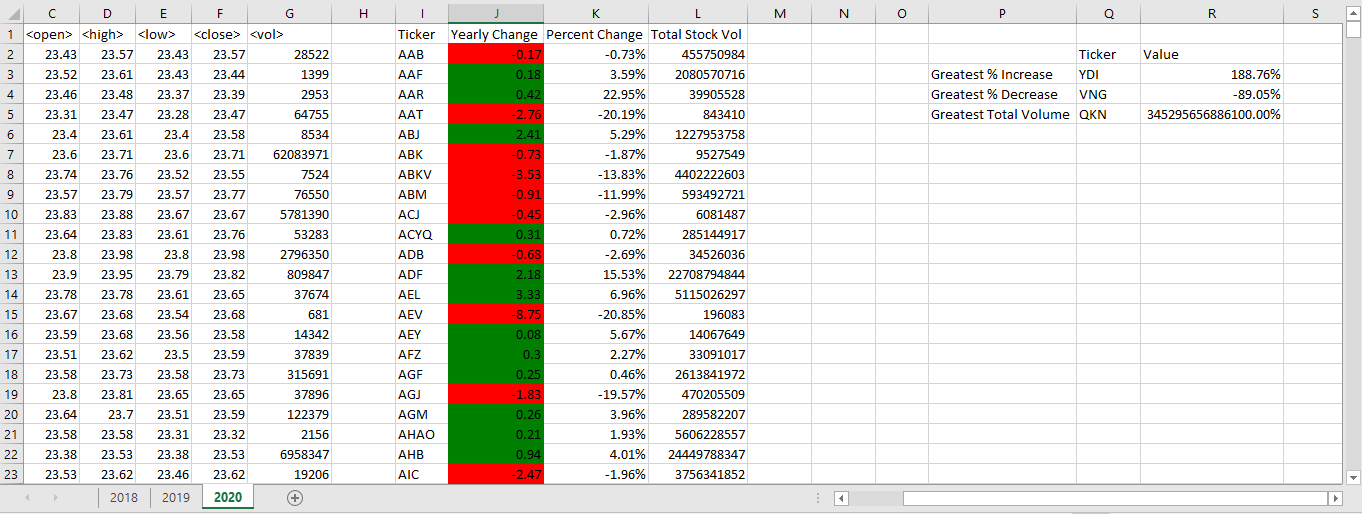 C D E F G H I J K L M N O P Q R S
1 <open> <high> <low> <close> <vol> Ticker Yearly Change Percent Change Total Stock Vol
2 23.43 23.57 23.43 23.57 28522 AAB -0.17 -0.73% 455750984 Ticker Value
3 23.52 23.61 23.43 23.44 1399 AAF 0.18 3.59% 2080570716 Greatest % Increase YDI 188.76%
4 23.46 23.48 23.37 23.39 2953 AAR 0.42 22.95% 39905528 Greatest % Decrease VNG -89.05%
5 23.31 23.47 23.28 23.47 64755 AAT -2.76 -20.19% 843410 Greatest Total Volume QKN 345295656886100.00%
6 23.4 23.61 23.4 23.58 8534 ABJ 2.41 5.29% 1227953758
7 23.6 23.71 23.6 23.71 62083971 ABK -0.73 -1.87% 9527549
8 23.74 23.76 23.52 23.55 7524 ABKV -3.53 -13.83% 4402222603
9 23.57 23.79 23.57 23.77 76550 ABM -0.91 -11.99% 593492721
10 23.83 23.88 23.67 23.67 5781390 ACJ -0.45 -2.96% 6081487
11 23.64 23.83 23.61 23.76 53283 ACYQ 0.31 0.72% 285144917
12 23.8 23.98 23.8 23.98 2796350 ADB -0.68 -2.69% 34526036
13 23.9 23.95 23.79 23.82 809847 ADF 2.18 15.53% 22708794844
14 23.78 23.78 23.61 23.65 37674 AEL 3.33 6.96% 5115026297
15 23.67 23.68 23.54 23.68 681 AEV -8.75 -20.85% 196083
16 23.59 23.68 23.56 23.58 14342 AEY 0.08 5.67% 14067649
17 23.51 23.62 23.5 23.59 37839 AFZ 0.3 2.27% 33091017
18 23.58 23.73 23.58 23.73 315691 AGF 0.25 0.46% 2613841972
19 23.8 23.81 23.65 23.65 37896 AGJ -1.83 -19.57% 470205509
20 23.64 23.7 23.51 23.59 122379 AGM 0.26 3.96% 289582207
21 23.58 23.58 23.31 23.32 2156 AHAO 0.21 1.93% 5606228557
22 23.38 23.53 23.38 23.53 6958347 AHB 0.94 4.01% 24449788347
23 23.53 23.62 23.46 23.62 19206 AIC -2.47 -1.96% 3756341852
2018 2019 2020